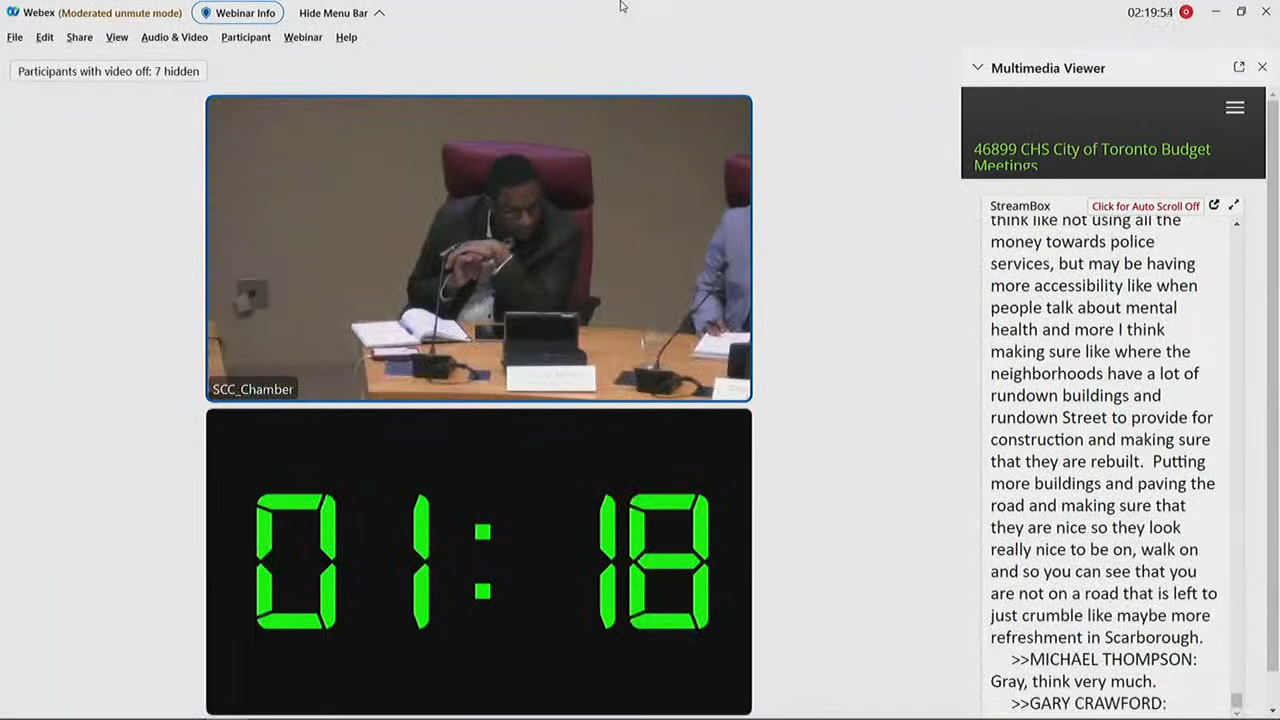 Webex (Moderated unmute mode) Webinar Info Hide Menu Bar 02:19:54
File Edit Share View Audio & Video Participant Webinar Help
Participants with video off: 7 hidden
Multimedia Viewer
46899 CHS City of Toronto Budget
Meetings
StreamBox Click for Auto Scroll Off
think like not using all the
money towards police
services, but may be having
more accessibility like when
people talk about mental
health and more I think
making sure like where the
neighborhoods have a lot of
rundown buildings and
rundown Street to provide for
construction and making sure
that they are rebuilt. Putting
more buildings and paving the
road and making sure that
they are nice so they look
really nice to be on, walk on
and so you can see that you
are not on a road that is left to
just crumble like maybe more
refreshment in Scarborough.
>>MICHAEL THOMPSON:
Gray, think very much.
>>GARY CRAWFORD:
SCC_Chamber
01:18